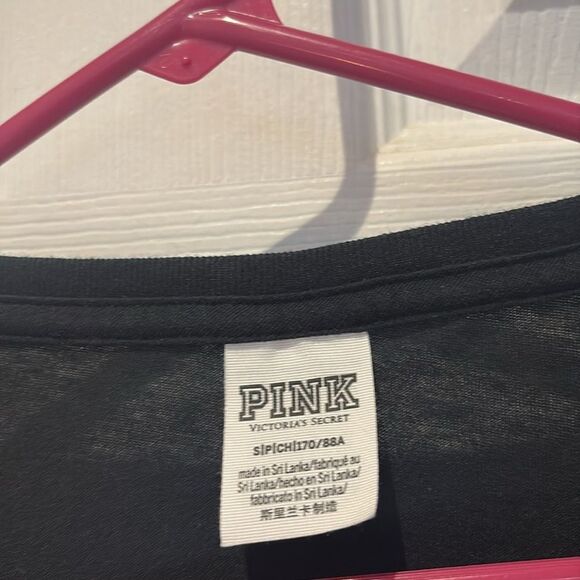 PINK
VICTORIA'S SECRET
S|P|CH|170/88A
made in Sri Lanka/fabriqué au
Sri Lanka/hecho en Sri Lanka/
fabbricato in Sri Lanka/
斯里兰卡制造